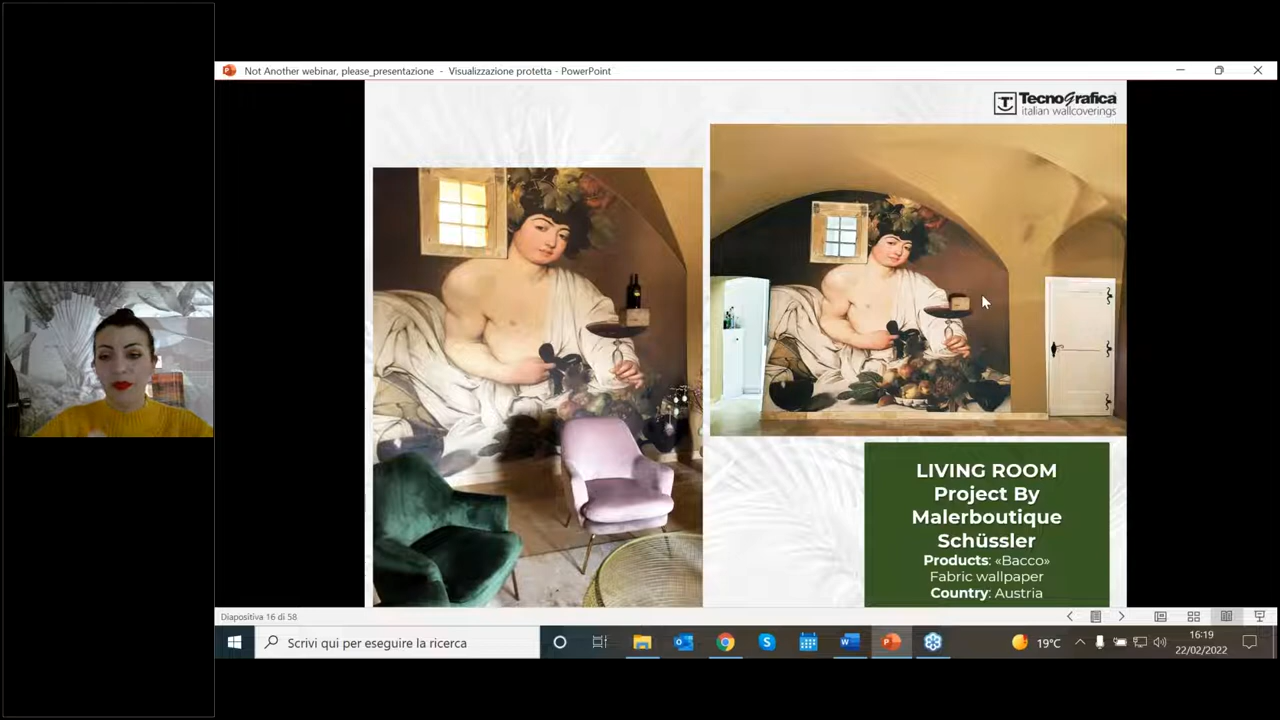 Not Another webinar, please_presentazione - Visualizzazione protetta - PowerPoint
T TecnoGrafica
italian wallcoverings
LIVING ROOM
Project By
Malerboutique
Schüssler
Products: «Bacco»
Fabric wallpaper
Country: Austria
Diapositiva 16 di 58
Scrivi qui per eseguire la ricerca
19°C
16:19
22/02/2022